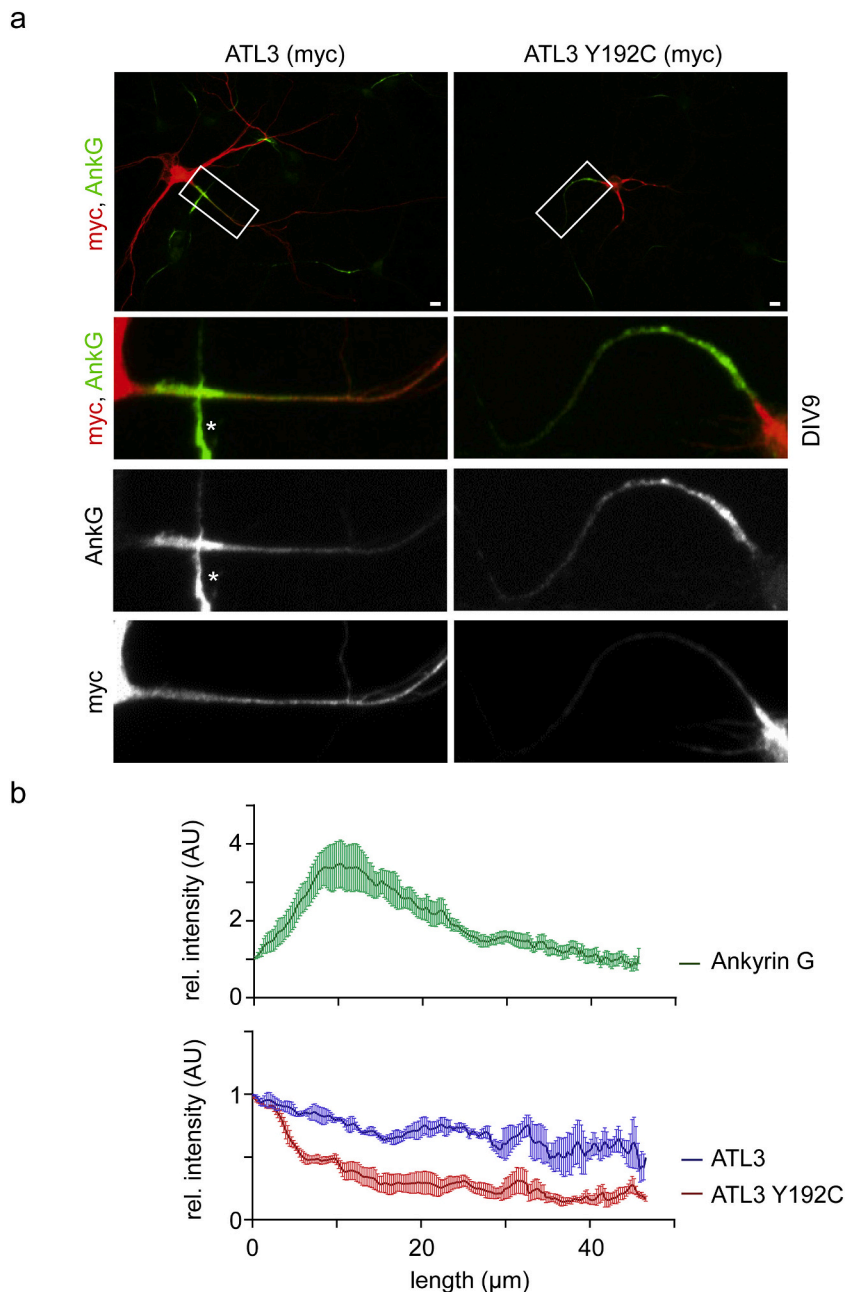 a
ATL3 (myc)
ATL3 Y192C (myc)
myc, AnkG
myc, AnkG
*
AnkG
*
myc
DIV9
b
rel. intensity (AU)
4
2
0
Ankyrin G
rel. intensity (AU)
1
0
ATL3
ATL3 Y192C
0
20
40
length (µm)